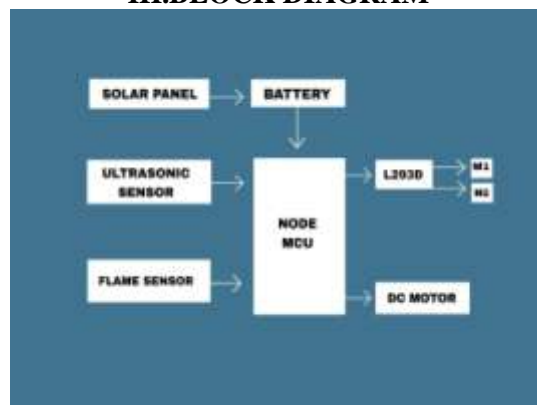 III.BLOCK DIAGRAM
SOLAR PANEL
BATTERY
ULTRASONIC
SENSOR
NODE
MCU
L293D
M1
M2
FLAME SENSOR
DC MOTOR